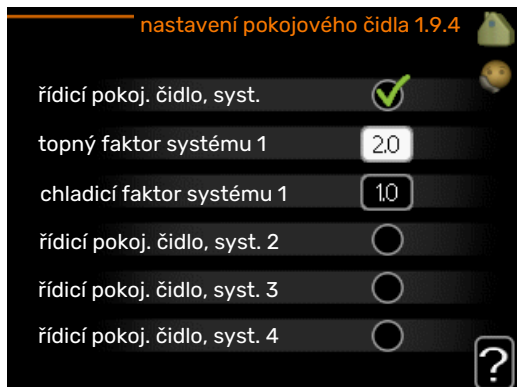 nastavení pokojového čidla 1.9.4
řídicí pokoj. čidlo, syst.
topný faktor systému 1 2.0
chladicí faktor systému 1 1.0
řídicí pokoj. čidlo, syst. 2
řídicí pokoj. čidlo, syst. 3
řídicí pokoj. čidlo, syst. 4
?